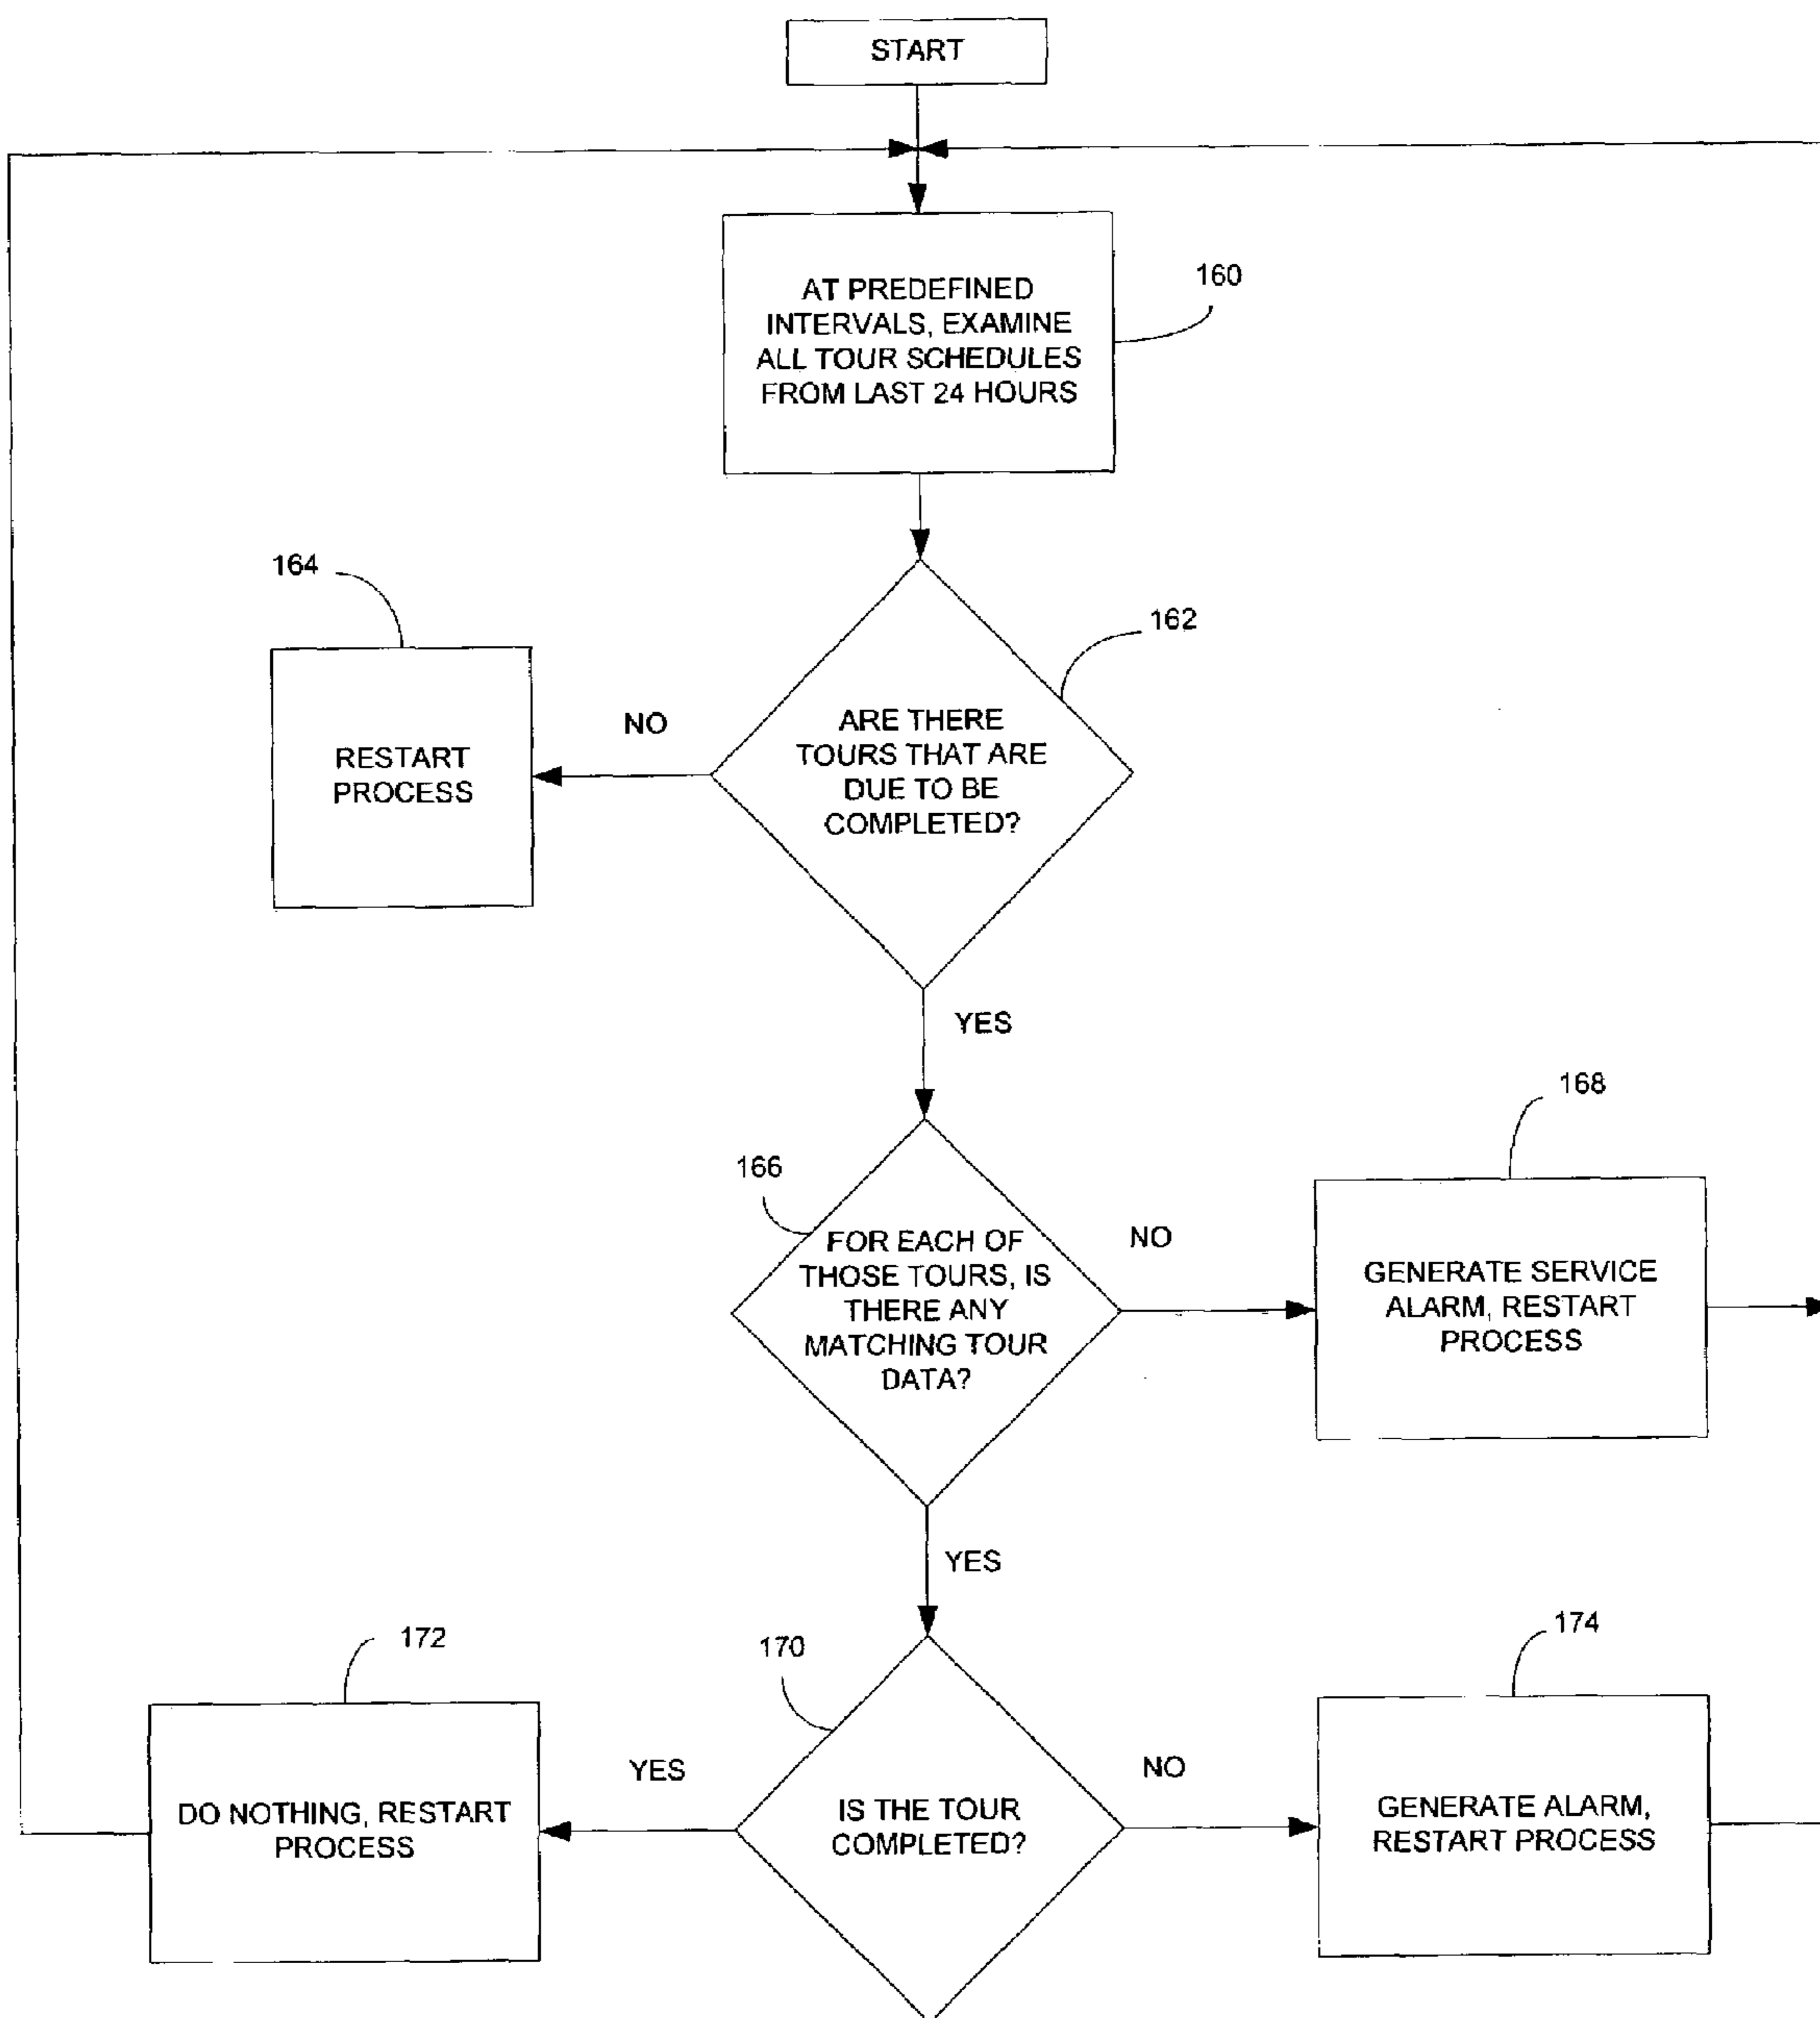 START
AT PREDEFINED
INTERVALS, EXAMINE
ALL TOUR SCHEDULES
FROM LAST 24 HOURS
160
164
162
RESTART
PROCESS
NO
ARE THERE
TOURS THAT ARE
DUE TO BE
COMPLETED?
YES
168
166
FOR EACH OF
THOSE TOURS, IS
THERE ANY
MATCHING TOUR
DATA?
NO
GENERATE SERVICE
ALARM, RESTART
PROCESS
YES
172
170
174
DO NOTHING, RESTART
PROCESS
YES
IS THE TOUR
COMPLETED?
NO
GENERATE ALARM,
RESTART PROCESS